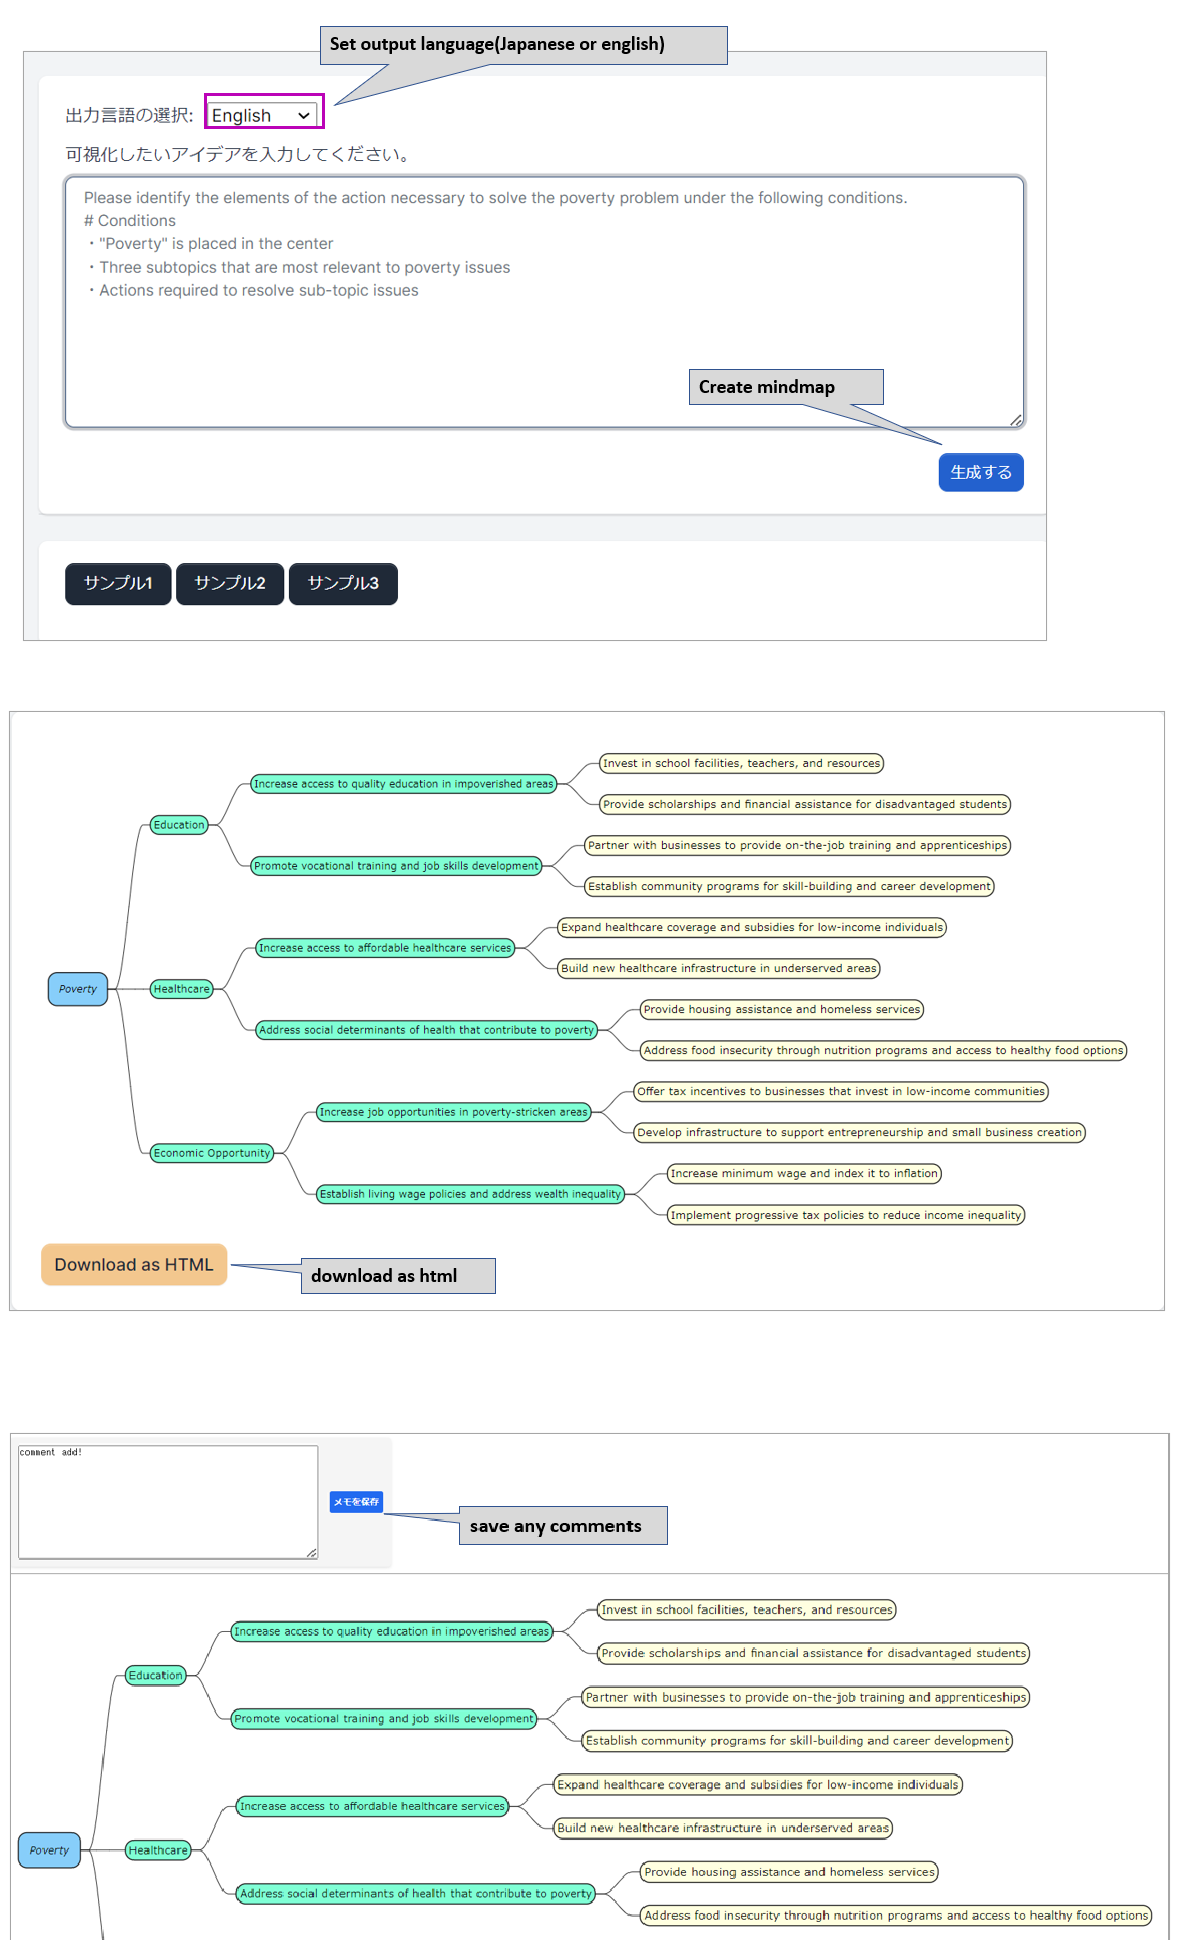 Set output language(Japanese or english)
出力言語の選択: English
可視化したいアイデアを入力してください。
Please identify the elements of the action necessary to solve the poverty problem under the following conditions.
# Conditions
・"Poverty" is placed in the center
・Three subtopics that are most relevant to poverty issues
・Actions required to resolve sub-topic issues
Create mindmap
生成する
サンプル1 サンプル2 サンプル3
Poverty
Education
Increase access to quality education in impoverished areas
Invest in school facilities, teachers, and resources
Provide scholarships and financial assistance for disadvantaged students
Promote vocational training and job skills development
Partner with businesses to provide on-the-job training and apprenticeships
Establish community programs for skill-building and career development
Healthcare
Increase access to affordable healthcare services
Expand healthcare coverage and subsidies for low-income individuals
Build new healthcare infrastructure in underserved areas
Address social determinants of health that contribute to poverty
Provide housing assistance and homeless services
Address food insecurity through nutrition programs and access to healthy food options
Economic Opportunity
Increase job opportunities in poverty-stricken areas
Offer tax incentives to businesses that invest in low-income communities
Develop infrastructure to support entrepreneurship and small business creation
Establish living wage policies and address wealth inequality
Increase minimum wage and index it to inflation
Implement progressive tax policies to reduce income inequality
Download as HTML
download as html
comment add!
メモを保存
save any comments
Poverty
Education
Increase access to quality education in impoverished areas
Invest in school facilities, teachers, and resources
Provide scholarships and financial assistance for disadvantaged students
Promote vocational training and job skills development
Partner with businesses to provide on-the-job training and apprenticeships
Establish community programs for skill-building and career development
Healthcare
Increase access to affordable healthcare services
Expand healthcare coverage and subsidies for low-income individuals
Build new healthcare infrastructure in underserved areas
Address social determinants of health that contribute to poverty
Provide housing assistance and homeless services
Address food insecurity through nutrition programs and access to healthy food options